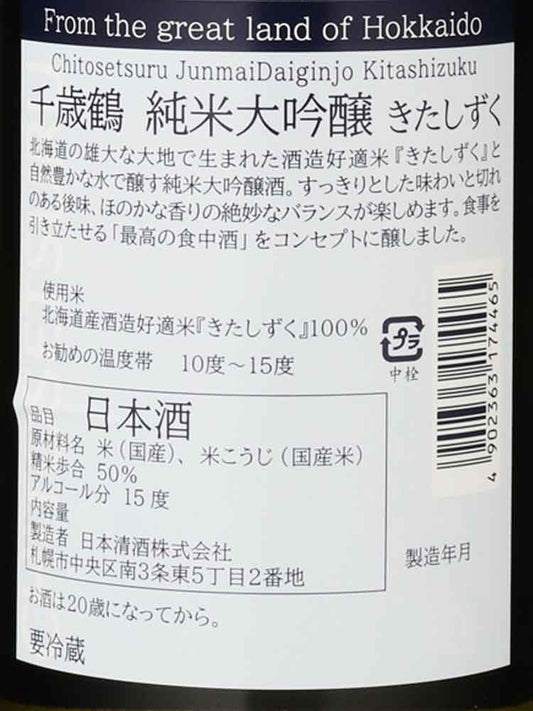 From the great land of Hokkaido
Chitosetsuru JunmaiDaiginjo Kitashizuku
千歳鶴 純米大吟醸 きたしずく
北海道の雄大な大地で生まれた酒造好適米『きたしずく』と
自然豊かな水で醸す純米大吟醸酒。すっきりとした味わいと切れ
のある後味、ほのかな香りの絶妙なバランスが楽しめます。食事を
引き立たせる「最高の食中酒」をコンセプトに醸しました。
使用米
北海道産酒造好適米『きたしずく』100%
お勧めの温度帯 10度～15度
プラ
中栓
4 902363 174465
品目 日本酒
原材料名 米（国産）、米こうじ（国産米）
精米歩合 50%
アルコール分 15度
内容量
製造者 日本清酒株式会社
札幌市中央区南3条東5丁目2番地
製造年月
お酒は20歳になってから。
要冷蔵